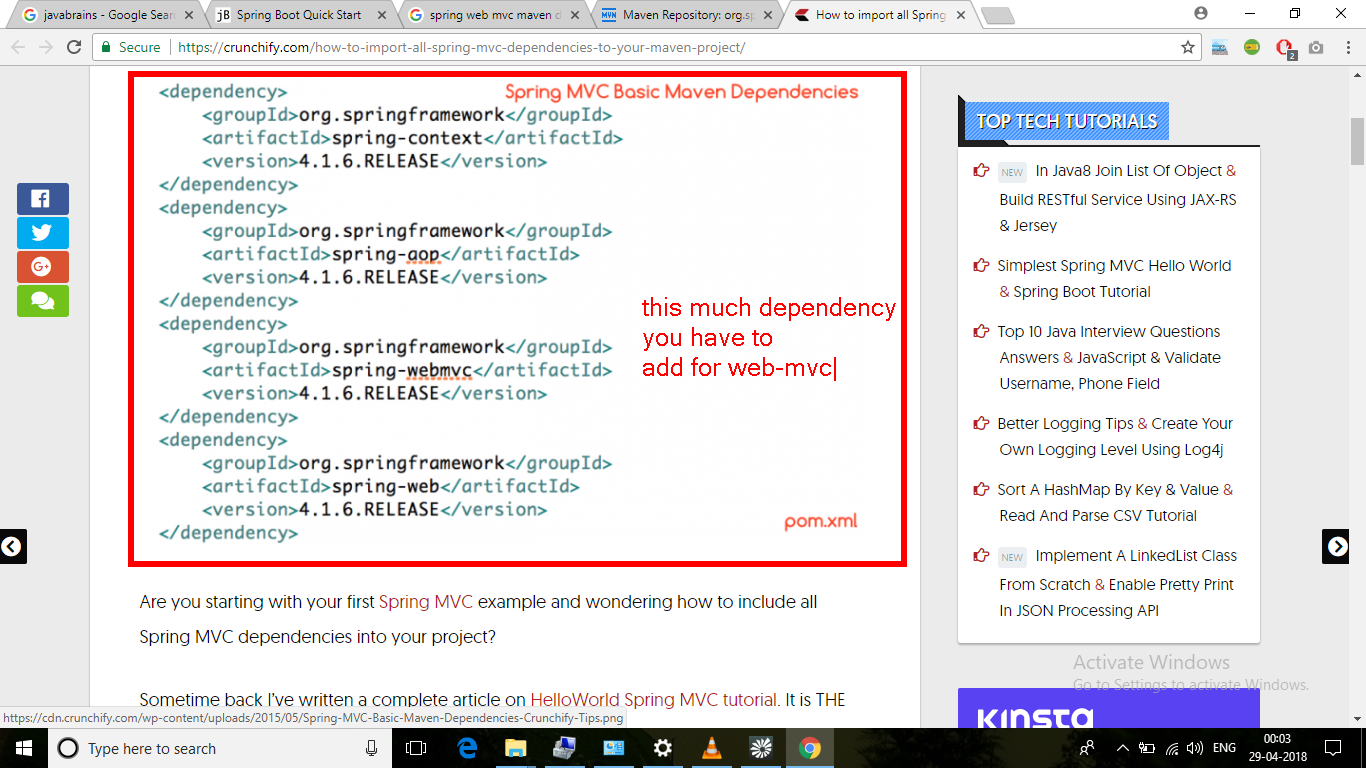 javabrains - Google Sear
Spring Boot Quick Start
spring web mvc maven d
Maven Repository: org.sp
How to import all Spring
Secure
https://crunchify.com/how-to-import-all-spring-mvc-dependencies-to-your-maven-project/
2
Spring MVC Basic Maven Dependencies
<dependency>
<groupId>org.springframework</groupId>
<artifactId>spring-context</artifactId>
<version>4.1.6.RELEASE</version>
</dependency>
<dependency>
<groupId>org.springframework</groupId>
<artifactId>spring-aop</artifactId>
<version>4.1.6.RELEASE</version>
</dependency>
<dependency>
<groupId>org.springframework</groupId>
<artifactId>spring-webmvc</artifactId>
<version>4.1.6.RELEASE</version>
</dependency>
<dependency>
<groupId>org.springframework</groupId>
<artifactId>spring-web</artifactId>
<version>4.1.6.RELEASE</version>
</dependency>
this much dependency
you have to
add for web-mvc
pom.xml
Are you starting with your first Spring MVC example and wondering how to include all
Spring MVC dependencies into your project?
Sometime back I've written a complete article on HelloWorld Spring MVC tutorial. It is THE
https://cdn.crunchify.com/wp-content/uploads/2015/05/Spring-MVC-Basic-Maven-Dependencies-Crunchify-Tips.png
TOP TECH TUTORIALS
NEW In Java8 Join List Of Object &
Build RESTful Service Using JAX-RS
& Jersey
Simplest Spring MVC Hello World
& Spring Boot Tutorial
Top 10 Java Interview Questions
Answers & JavaScript & Validate
Username, Phone Field
Better Logging Tips & Create Your
Own Logging Level Using Log4j
Sort A HashMap By Key & Value &
Read And Parse CSV Tutorial
NEW Implement A LinkedList Class
From Scratch & Enable Pretty Print
In JSON Processing API
Activate Windows
Go to Settings to activate Windows.
KINSTA
Type here to search
ENG
00:03
29-04-2018